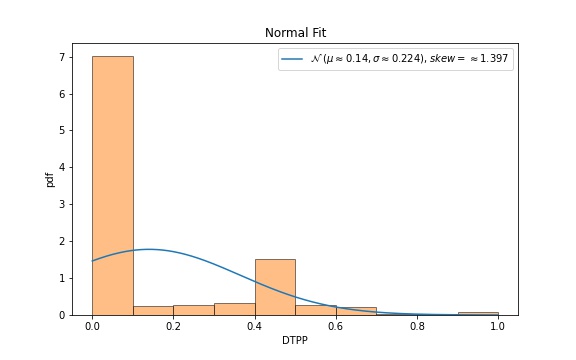 Normal Fit
𝒩 (μ ≈ 0.14, σ ≈ 0.224), skew = ≈ 1.397
7
6
5
4
3
2
1
0
pdf
0.0 0.2 0.4 0.6 0.8 1.0
DTPP